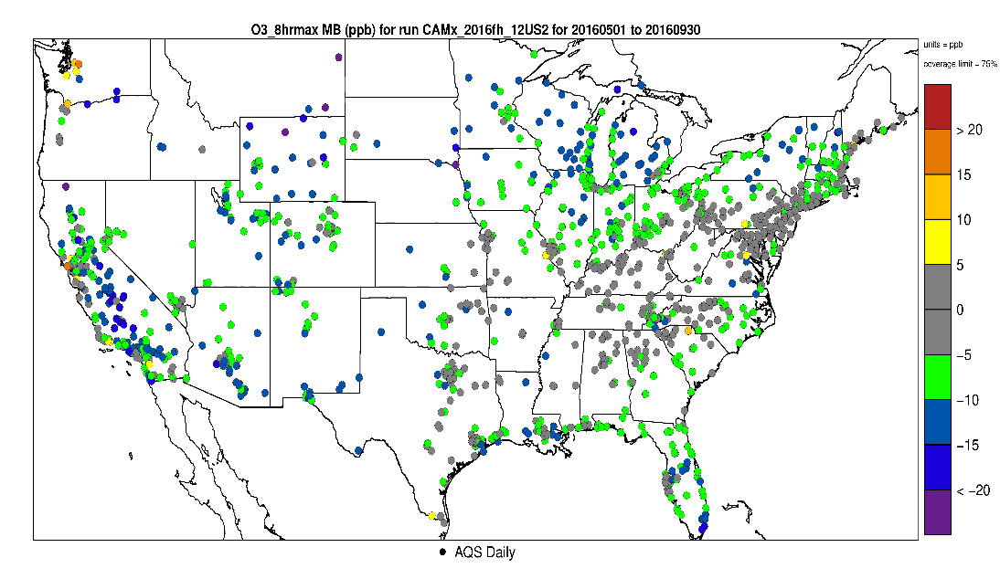 O3_8hrmax MB (ppb) for run CAMx_2016fh_12US2 for 20160501 to 20160930
units = ppb
coverage limit = 75%
> 20
15
10
5
0
−5
−10
−15
< −20
AQS Daily